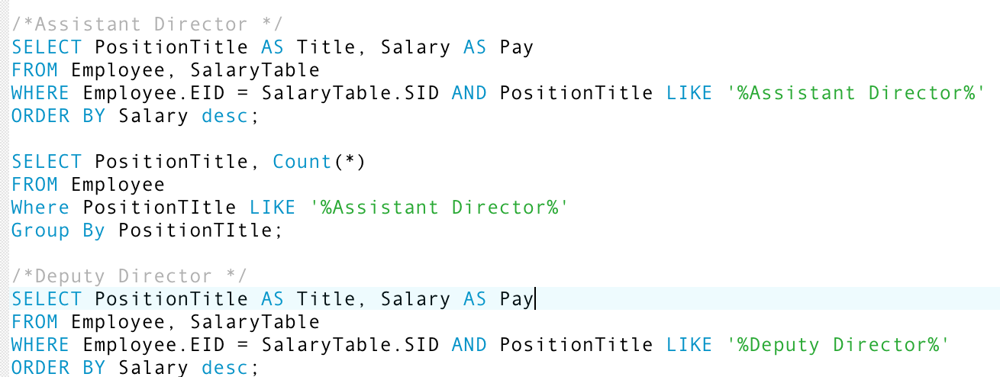 /*Assistant Director */
SELECT PositionTitle AS Title, Salary AS Pay
FROM Employee, SalaryTable
WHERE Employee.EID = SalaryTable.SID AND PositionTitle LIKE '%Assistant Director%'
ORDER BY Salary desc;
SELECT PositionTitle, Count(*)
FROM Employee
Where PositionTItle LIKE '%Assistant Director%'
Group By PositionTItle;
/*Deputy Director */
SELECT PositionTitle AS Title, Salary AS Pay
FROM Employee, SalaryTable
WHERE Employee.EID = SalaryTable.SID AND PositionTitle LIKE '%Deputy Director%'
ORDER BY Salary desc;